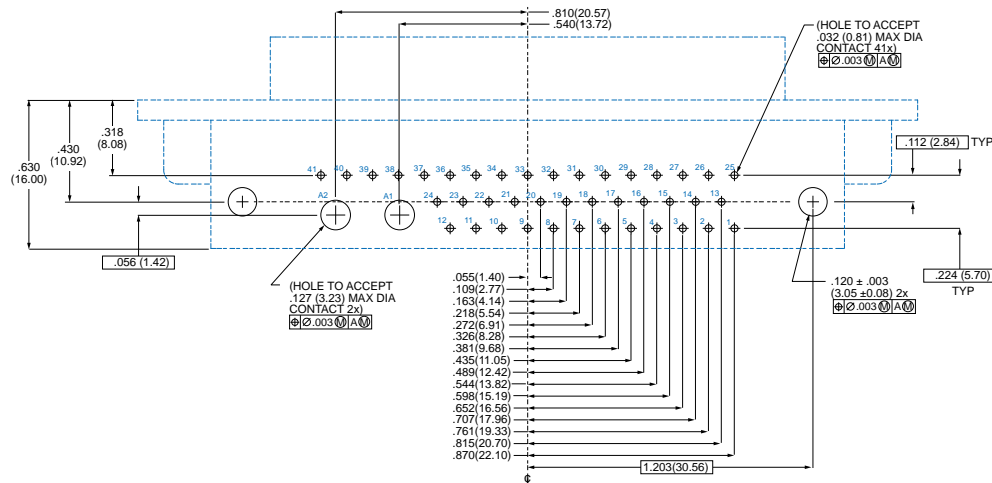 .810(20.57)
.540(13.72)
(HOLE TO ACCEPT
.032 (0.81) MAX DIA
CONTACT 41x)
⌖ Ø.003 Ⓜ A Ⓜ
.630
(16.00)
.430
(10.92)
.318
(8.08)
.112 (2.84) TYP
41 40 39 38 37 36 35 34 33 32 31 30 29 28 27 26 25
A2 A1 24 23 22 21 20 19 18 17 16 15 14 13
12 11 10 9 8 7 6 5 4 3 2 1
.056 (1.42)
(HOLE TO ACCEPT
.127 (3.23) MAX DIA
CONTACT 2x)
⌖ Ø.003 Ⓜ A Ⓜ
.120 ± .003
(3.05 ±0.08) 2x
⌖ Ø.003 Ⓜ A Ⓜ
.224 (5.70)
TYP
.055(1.40)
.109(2.77)
.163(4.14)
.218(5.54)
.272(6.91)
.326(8.28)
.381(9.68)
.435(11.05)
.489(12.42)
.544(13.82)
.598(15.19)
.652(16.56)
.707(17.96)
.761(19.33)
.815(20.70)
.870(22.10)
1.203(30.56)
℄